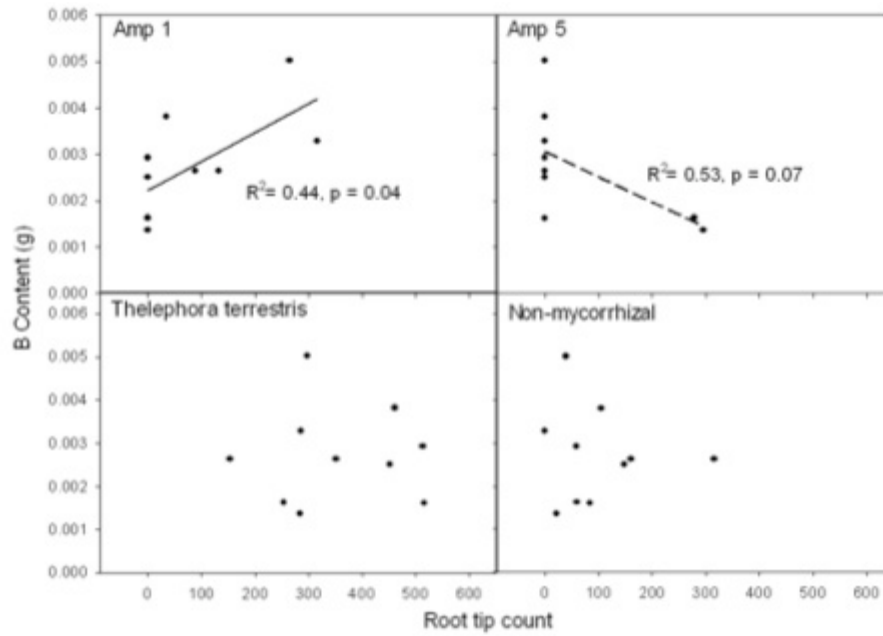 Amp 1
Amp 5
0.006
0.005
0.004
0.003
0.002
0.001
0.000
R²= 0.44, p = 0.04
R²= 0.53, p = 0.07
B Content (g)
Thelephora terrestris
Non-mycorrhizal
0.006
0.005
0.004
0.003
0.002
0.001
0.000
0 100 200 300 400 500 600
0 100 200 300 400 500 600
Root tip count